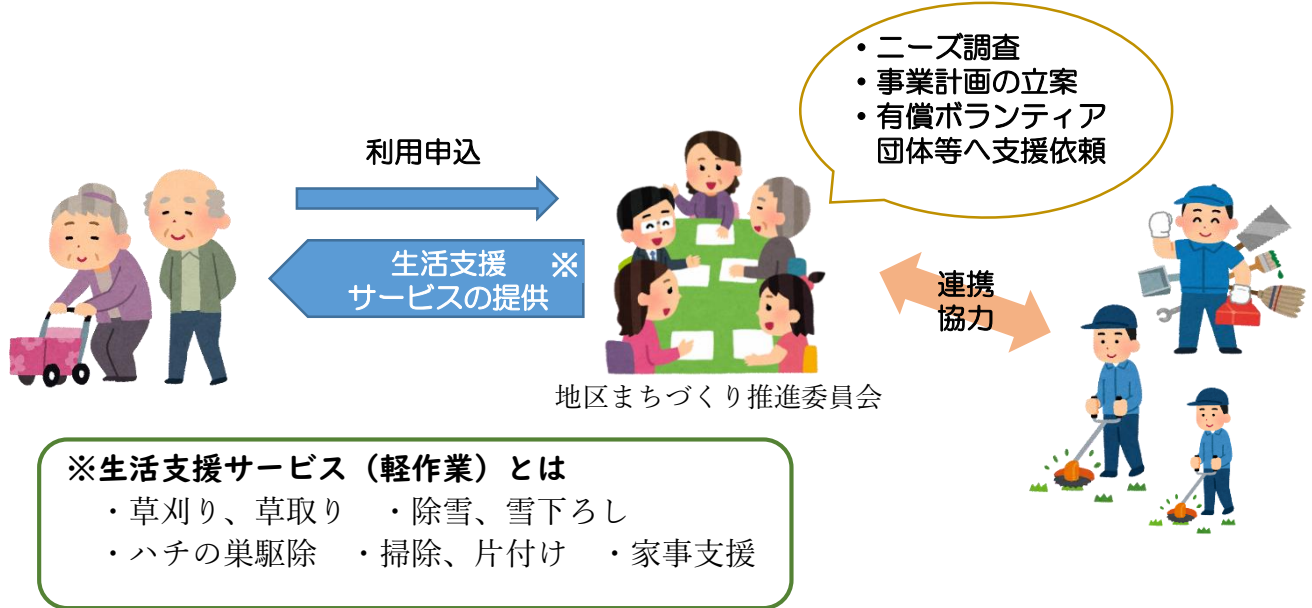 ・ニーズ調査
・事業計画の立案
・有償ボランティア
団体等へ支援依頼
利用申込
生活支援 ※
サービスの提供
連携
協力
地区まちづくり推進委員会
※生活支援サービス（軽作業）とは
・草刈り、草取り ・除雪、雪下ろし
・ハチの巣駆除 ・掃除、片付け ・家事支援